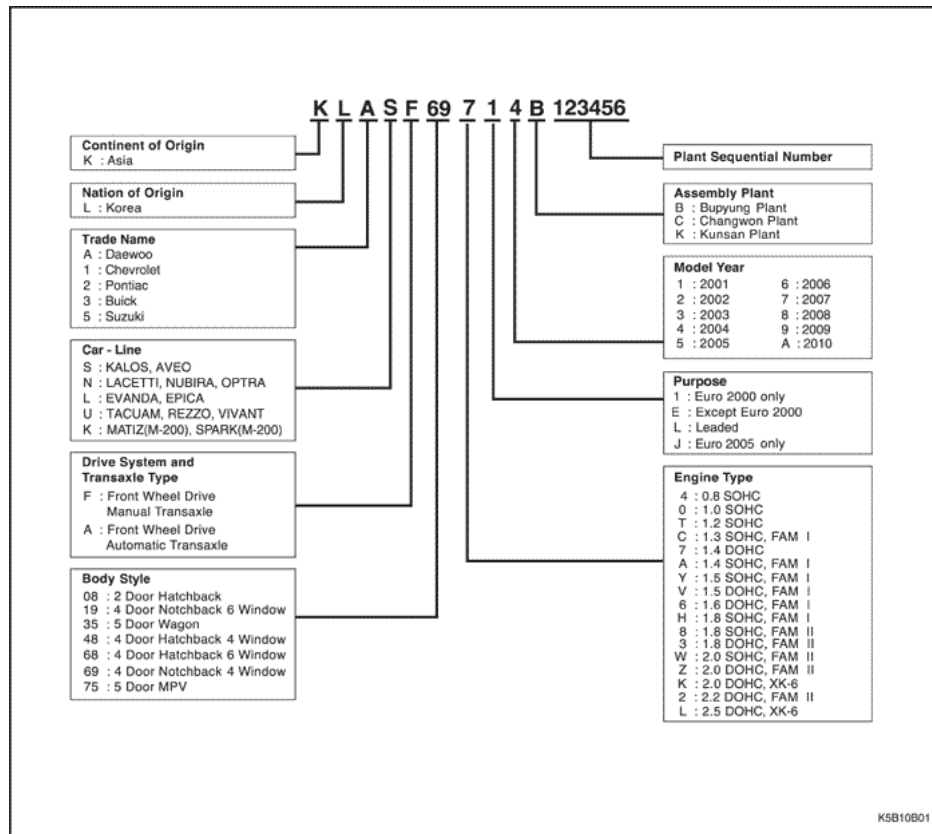 K L A S F 69 7 1 4 B 123456
Continent of Origin
K : Asia
Nation of Origin
L : Korea
Trade Name
A : Daewoo
1 : Chevrolet
2 : Pontiac
3 : Buick
5 : Suzuki
Car - Line
S : KALOS, AVEO
N : LACETTI, NUBIRA, OPTRA
L : EVANDA, EPICA
U : TACUAM, REZZO, VIVANT
K : MATIZ(M-200), SPARK(M-200)
Drive System and
Transaxle Type
F : Front Wheel Drive
Manual Transaxle
A : Front Wheel Drive
Automatic Transaxle
Body Style
08 : 2 Door Hatchback
19 : 4 Door Notchback 6 Window
35 : 5 Door Wagon
48 : 4 Door Hatchback 4 Window
68 : 4 Door Hatchback 6 Window
69 : 4 Door Notchback 4 Window
75 : 5 Door MPV
Plant Sequential Number
Assembly Plant
B : Bupyung Plant
C : Changwon Plant
K : Kunsan Plant
Model Year
1 : 2001 6 : 2006
2 : 2002 7 : 2007
3 : 2003 8 : 2008
4 : 2004 9 : 2009
5 : 2005 A : 2010
Purpose
1 : Euro 2000 only
E : Except Euro 2000
L : Leaded
J : Euro 2005 only
Engine Type
4 : 0.8 SOHC
0 : 1.0 SOHC
T : 1.2 SOHC
C : 1.3 SOHC, FAM I
7 : 1.4 DOHC
A : 1.4 SOHC, FAM I
Y : 1.5 SOHC, FAM I
V : 1.5 DOHC, FAM I
6 : 1.6 DOHC, FAM I
H : 1.8 SOHC, FAM I
8 : 1.8 SOHC, FAM II
3 : 1.8 DOHC, FAM II
W : 2.0 SOHC, FAM II
Z : 2.0 DOHC, FAM II
K : 2.0 DOHC, XK-6
2 : 2.2 DOHC, FAM II
L : 2.5 DOHC, XK-6
K5B10B01